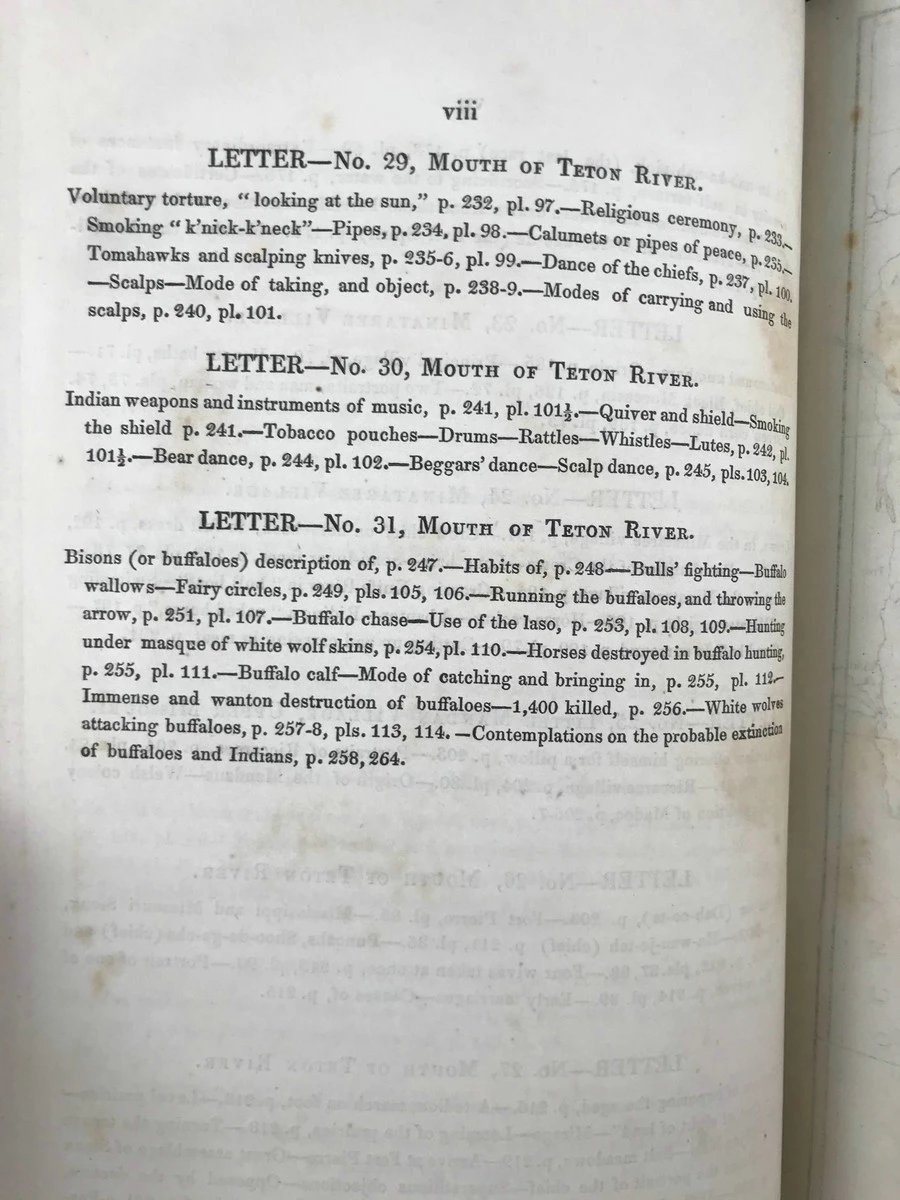 viii
LETTER—No. 29, Mouth of Teton River.
Voluntary torture, "looking at the sun," p. 232, pl. 97.—Religious ceremony, p. 233.—
Smoking "k'nick-k'neck"—Pipes, p. 234, pl. 98.—Calumets or pipes of peace, p. 235.—
Tomahawks and scalping knives, p. 235-6, pl. 99.—Dance of the chiefs, p. 237, pl. 100.
—Scalps—Mode of taking, and object, p. 238-9.—Modes of carrying and using the
scalps, p. 240, pl. 101.
LETTER—No. 30, Mouth of Teton River.
Indian weapons and instruments of music, p. 241, pl. 101½.—Quiver and shield—Smoking
the shield p. 241.—Tobacco pouches—Drums—Rattles—Whistles—Lutes, p. 242, pl.
101½.—Bear dance, p. 244, pl. 102.—Beggars' dance—Scalp dance, p. 245, pls. 103, 104.
LETTER—No. 31, Mouth of Teton River.
Bisons (or buffaloes) description of, p. 247.—Habits of, p. 248—Bulls' fighting—Buffalo
wallows—Fairy circles, p. 249, pls. 105, 106.—Running the buffaloes, and throwing the
arrow, p. 251, pl. 107.—Buffalo chase—Use of the laso, p. 253, pl. 108, 109.—Hunting
under masque of white wolf skins, p. 254, pl. 110.—Horses destroyed in buffalo hunting,
p. 255, pl. 111.—Buffalo calf—Mode of catching and bringing in, p. 255, pl. 112.—
Immense and wanton destruction of buffaloes—1,400 killed, p. 256.—White wolves
attacking buffaloes, p. 257-8, pls. 113, 114.—Contemplations on the probable extinction
of buffaloes and Indians, p. 258, 264.